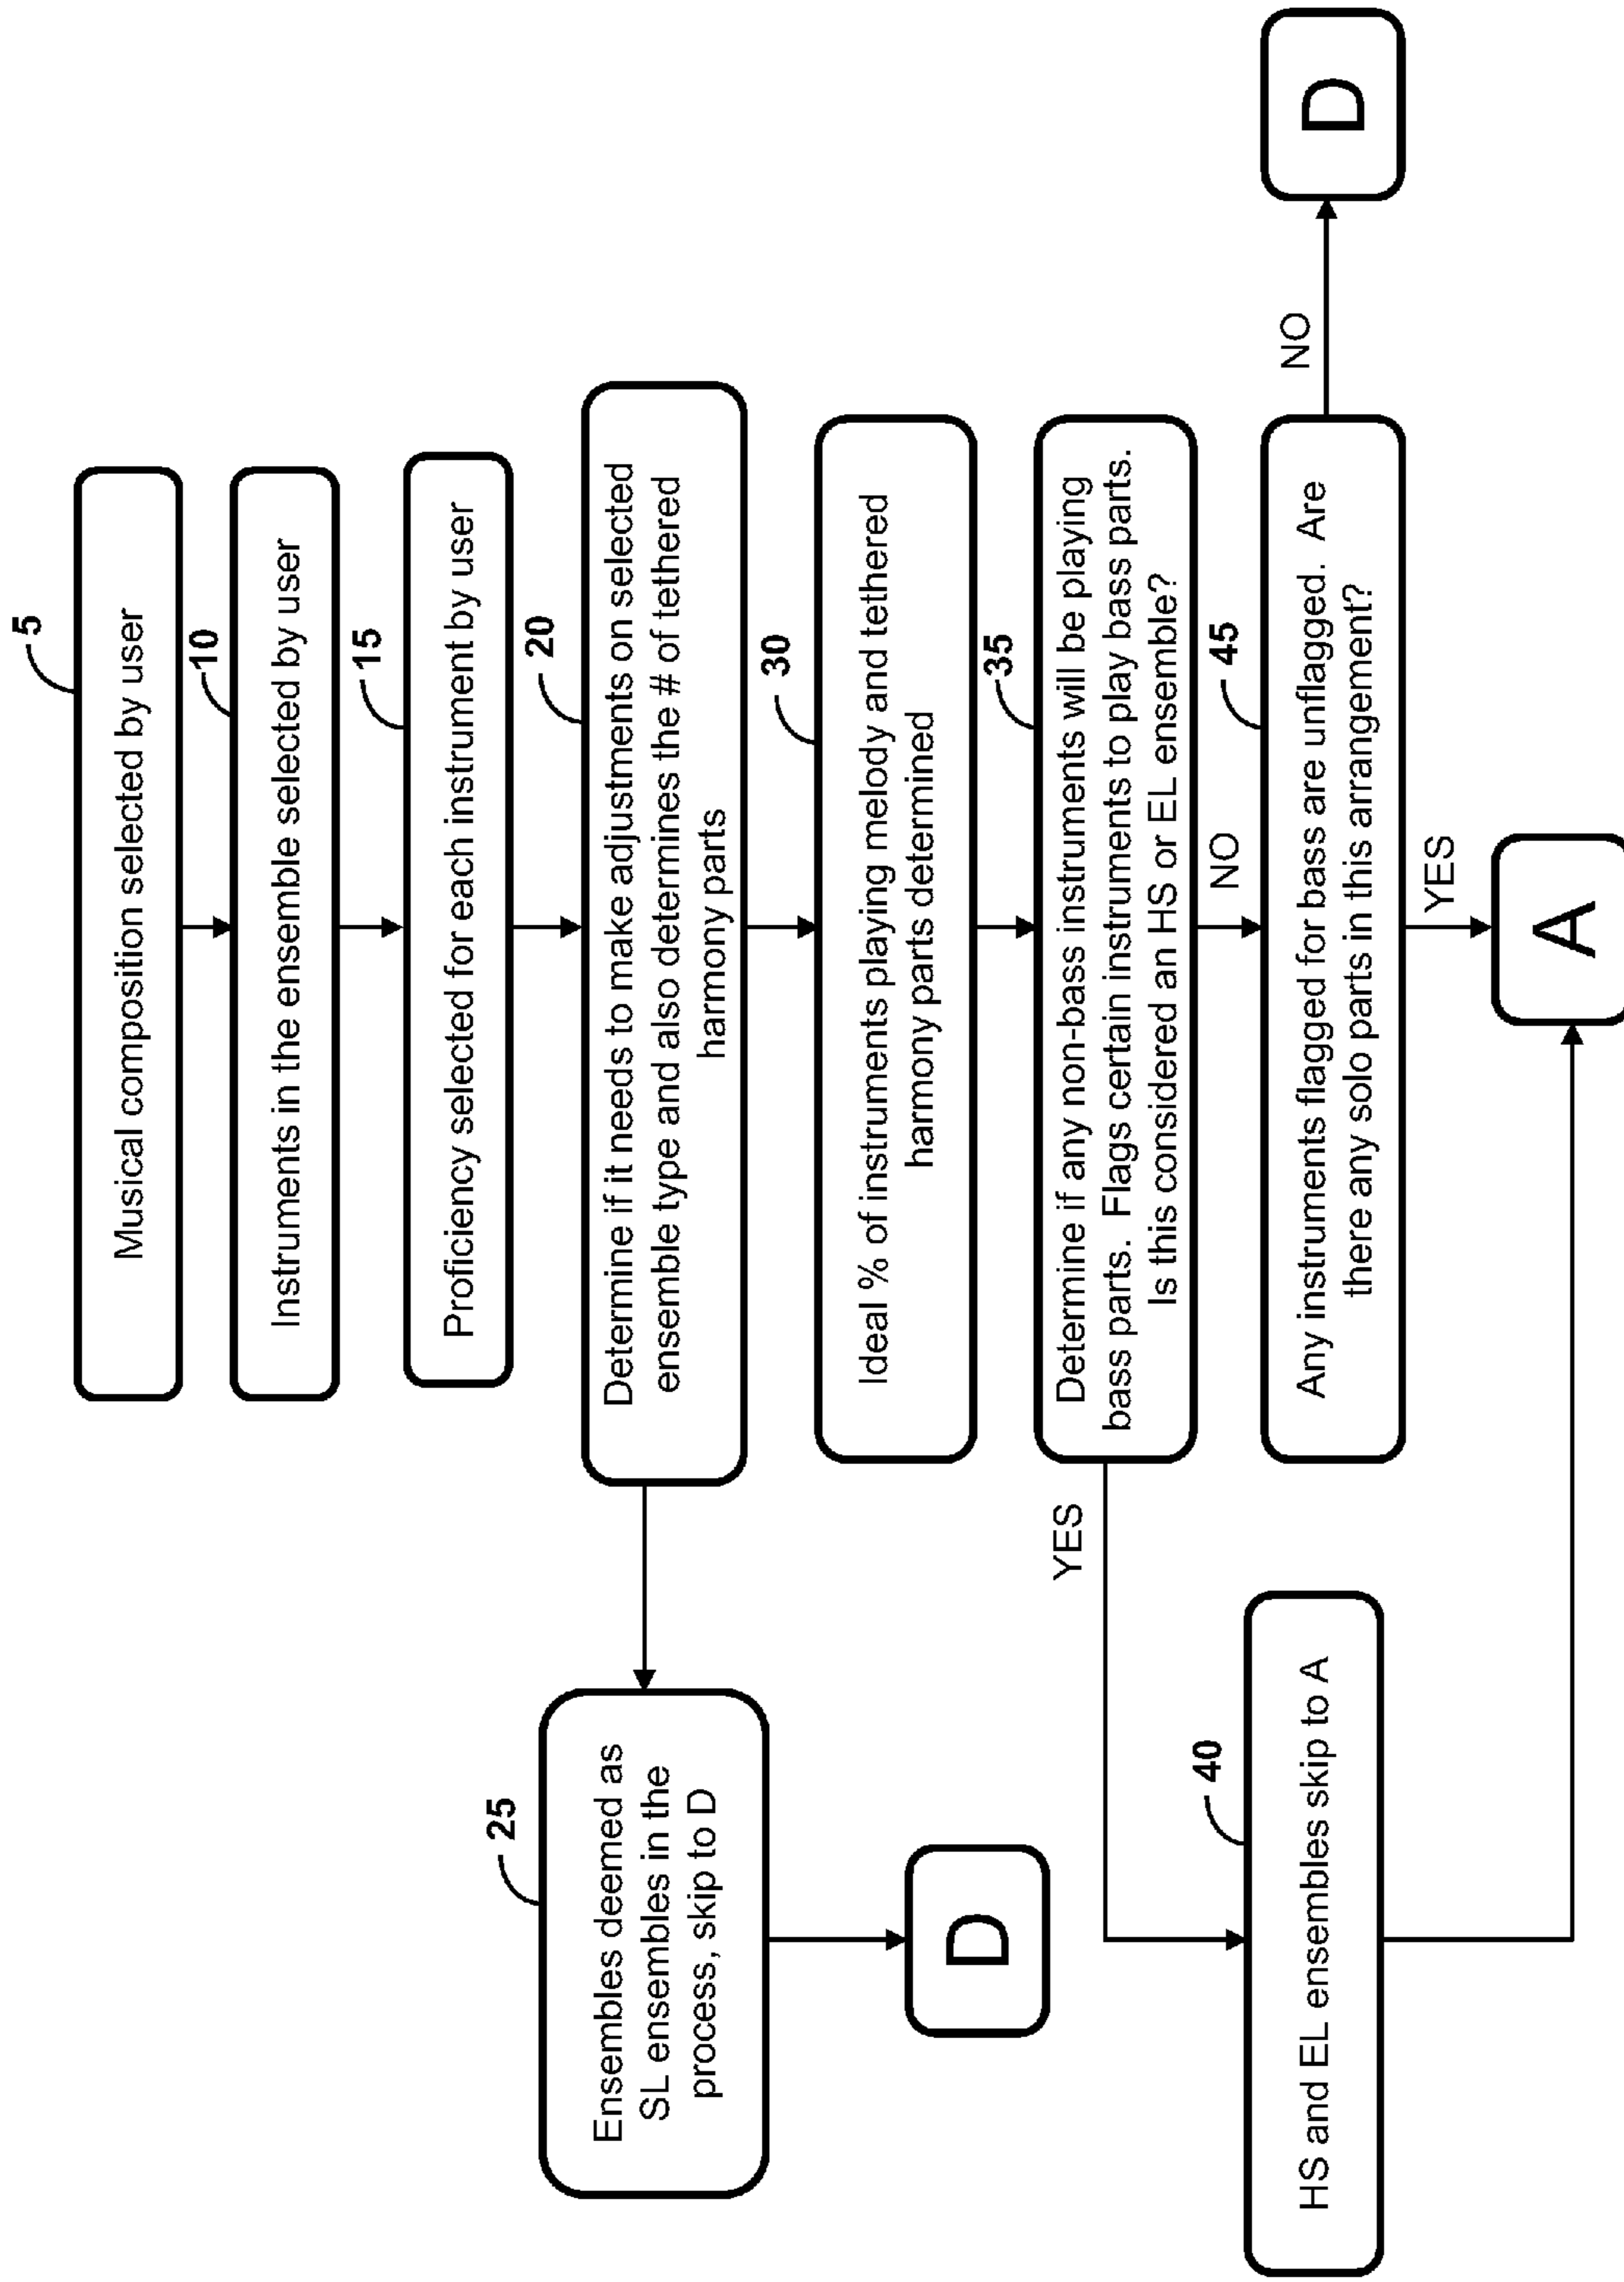 5
Musical composition selected by user
10
Instruments in the ensemble selected by user
15
Proficiency selected for each instrument by user
20
Determine if it needs to make adjustments on selected
ensemble type and also determines the # of tethered
harmony parts
25
Ensembles deemed as
SL ensembles in the
process, skip to D
D
30
Ideal % of instruments playing melody and tethered
harmony parts determined
35
Determine if any non-bass instruments will be playing
bass parts. Flags certain instruments to play bass parts.
Is this considered an HS or EL ensemble?
YES
NO
40
HS and EL ensembles skip to A
45
Any instruments flagged for bass are unflagged. Are
there any solo parts in this arrangement?
NO
D
YES
A